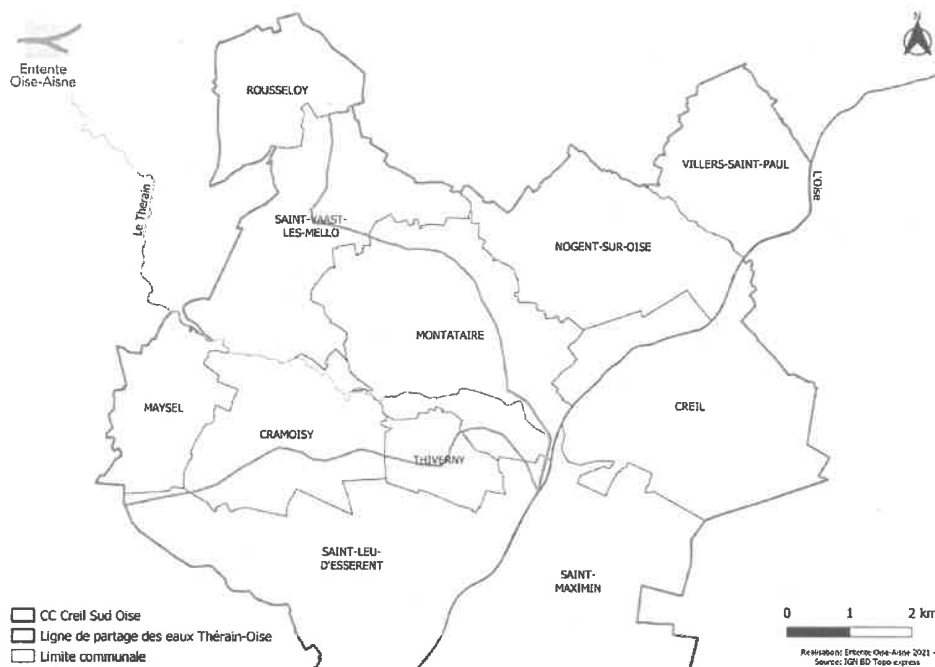 Entente
Oise-Aisne
N
ROUSSELOY
VILLERS-SAINT-PAUL
L'Oise
Le Thérain
SAINT-VAAST-
LES-MELLO
NOGENT-SUR-OISE
MONTATAIRE
MAYSEL
CREIL
CRAMOISY
THIVERNY
SAINT-LEU-
D'ESSERENT
SAINT-
MAXIMIN
CC Creil Sud Oise
Ligne de partage des eaux Thérain-Oise
Limite communale
0 1 2 km
Réalisation: Entente Oise-Aisne 2021 -
Source: IGN BD Topo express